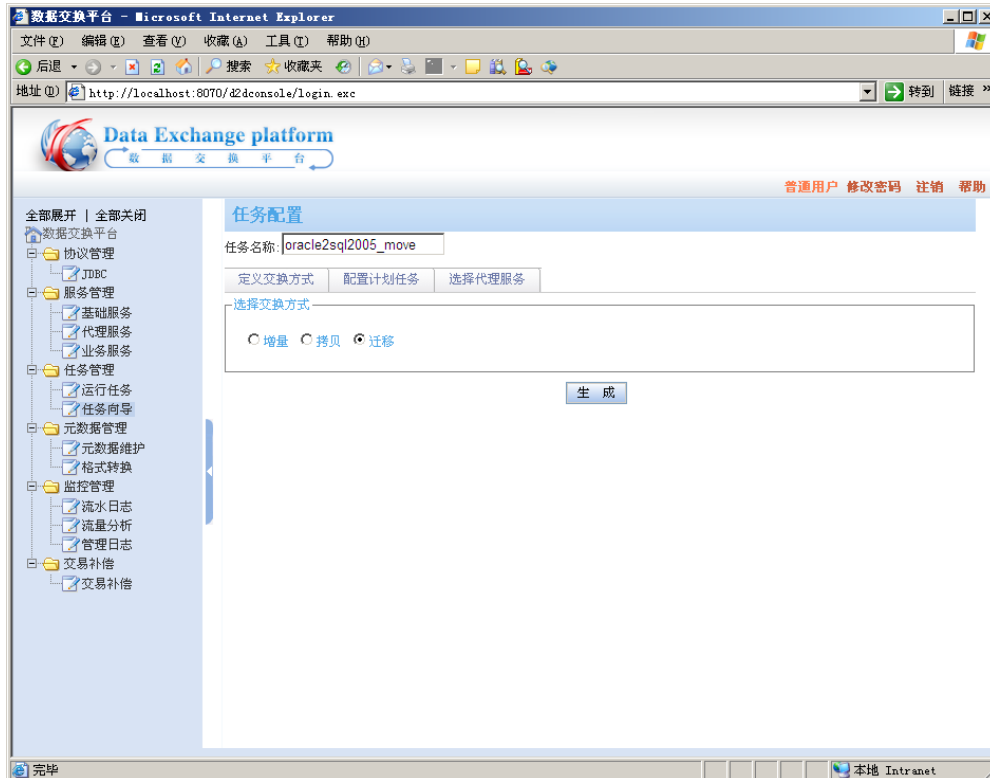 数据交换平台 - Microsoft Internet Explorer
文件(F) 编辑(E) 查看(V) 收藏(A) 工具(T) 帮助(H)
后退 搜索 收藏夹
地址(D) http://localhost:8070/d2dconsole/login.exc 转到 链接 »
Data Exchange platform
数 据 交 换 平 台
普通用户 修改密码 注销 帮助
全部展开 | 全部关闭
数据交换平台
协议管理
JDBC
服务管理
基础服务
代理服务
业务服务
任务管理
运行任务
任务向导
元数据管理
元数据维护
格式转换
监控管理
流水日志
流量分析
管理日志
交易补偿
交易补偿
任务配置
任务名称: oracle2sql2005_move
定义交换方式 配置计划任务 选择代理服务
选择交换方式
增量 拷贝 迁移
生 成
完毕 本地 Intranet